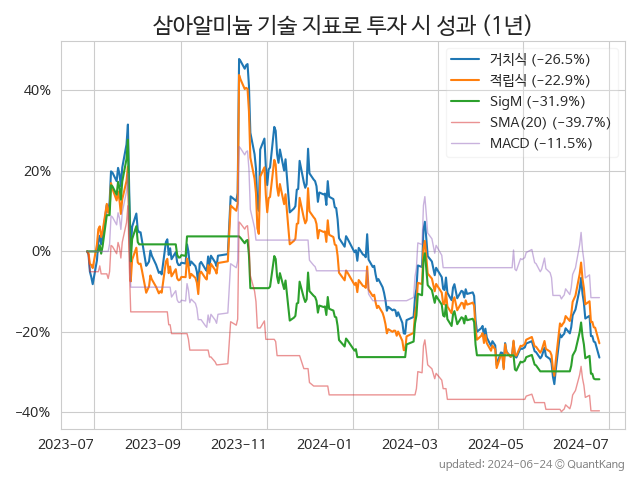 삼아알미늄 기술 지표로 투자 시 성과 (1년)
거치식 (−26.5%)
적립식 (−22.9%)
SigM (−31.9%)
SMA(20) (−39.7%)
MACD (−11.5%)
40%
20%
0%
−20%
−40%
2023-07 2023-09 2023-11 2024-01 2024-03 2024-05 2024-07
updated: 2024-06-24 © QuantKang